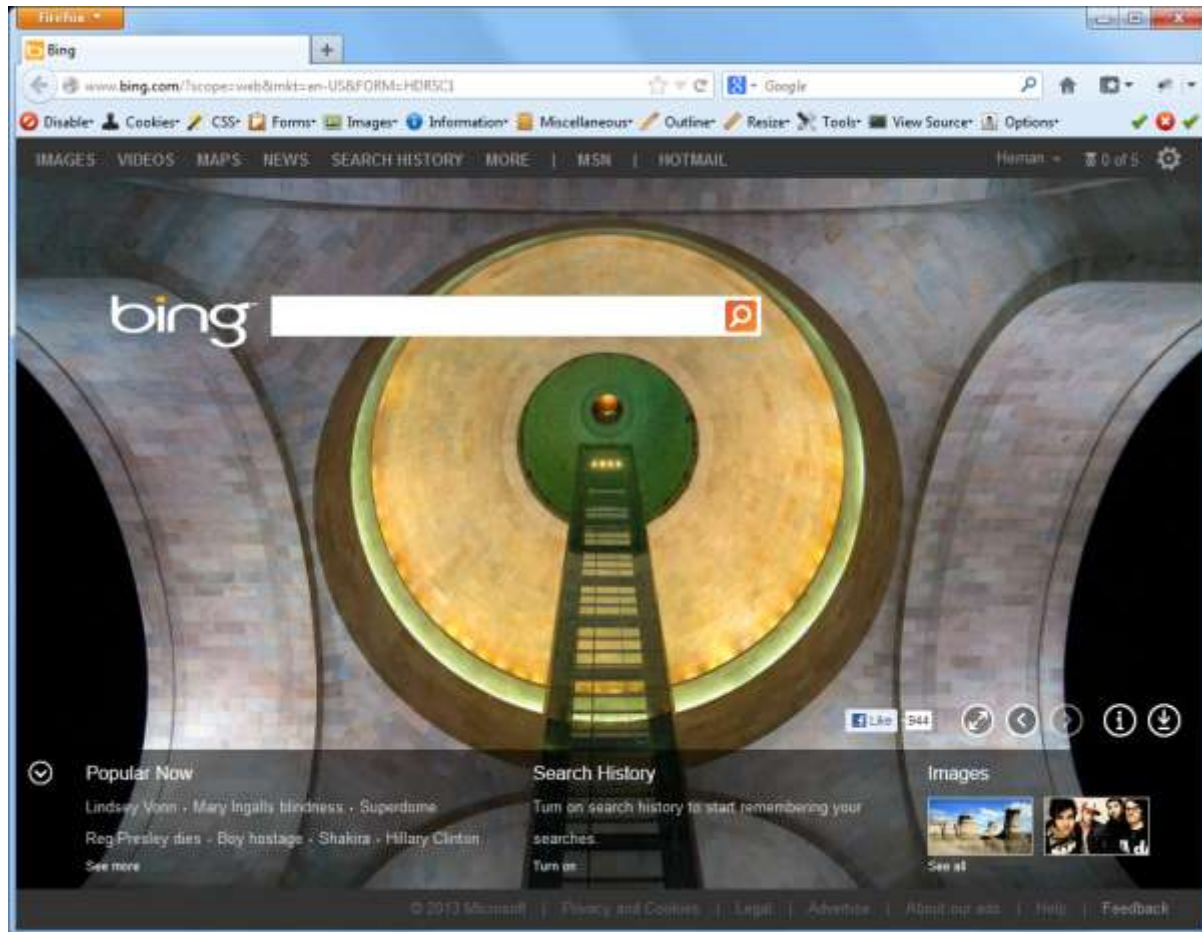 Firefox
Bing
www.bing.com/?scope=web&mkt=en-US&FORM=HDRSC1
Google
Disable Cookies CSS Forms Images Information Miscellaneous Outline Resize Tools View Source Options
IMAGES VIDEOS MAPS NEWS SEARCH HISTORY MORE | MSN | HOTMAIL
Heman 0 of 5
bing
Like 944
Popular Now
Lindsey Vonn · Mary Ingalls blindness · Superdome
Reg Presley dies · Boy hostage · Shakira · Hillary Clinton
See more
Search History
Turn on search history to start remembering your
searches.
Turn on
Images
See all
© 2013 Microsoft | Privacy and Cookies | Legal | Advertise | About our ads | Help | Feedback